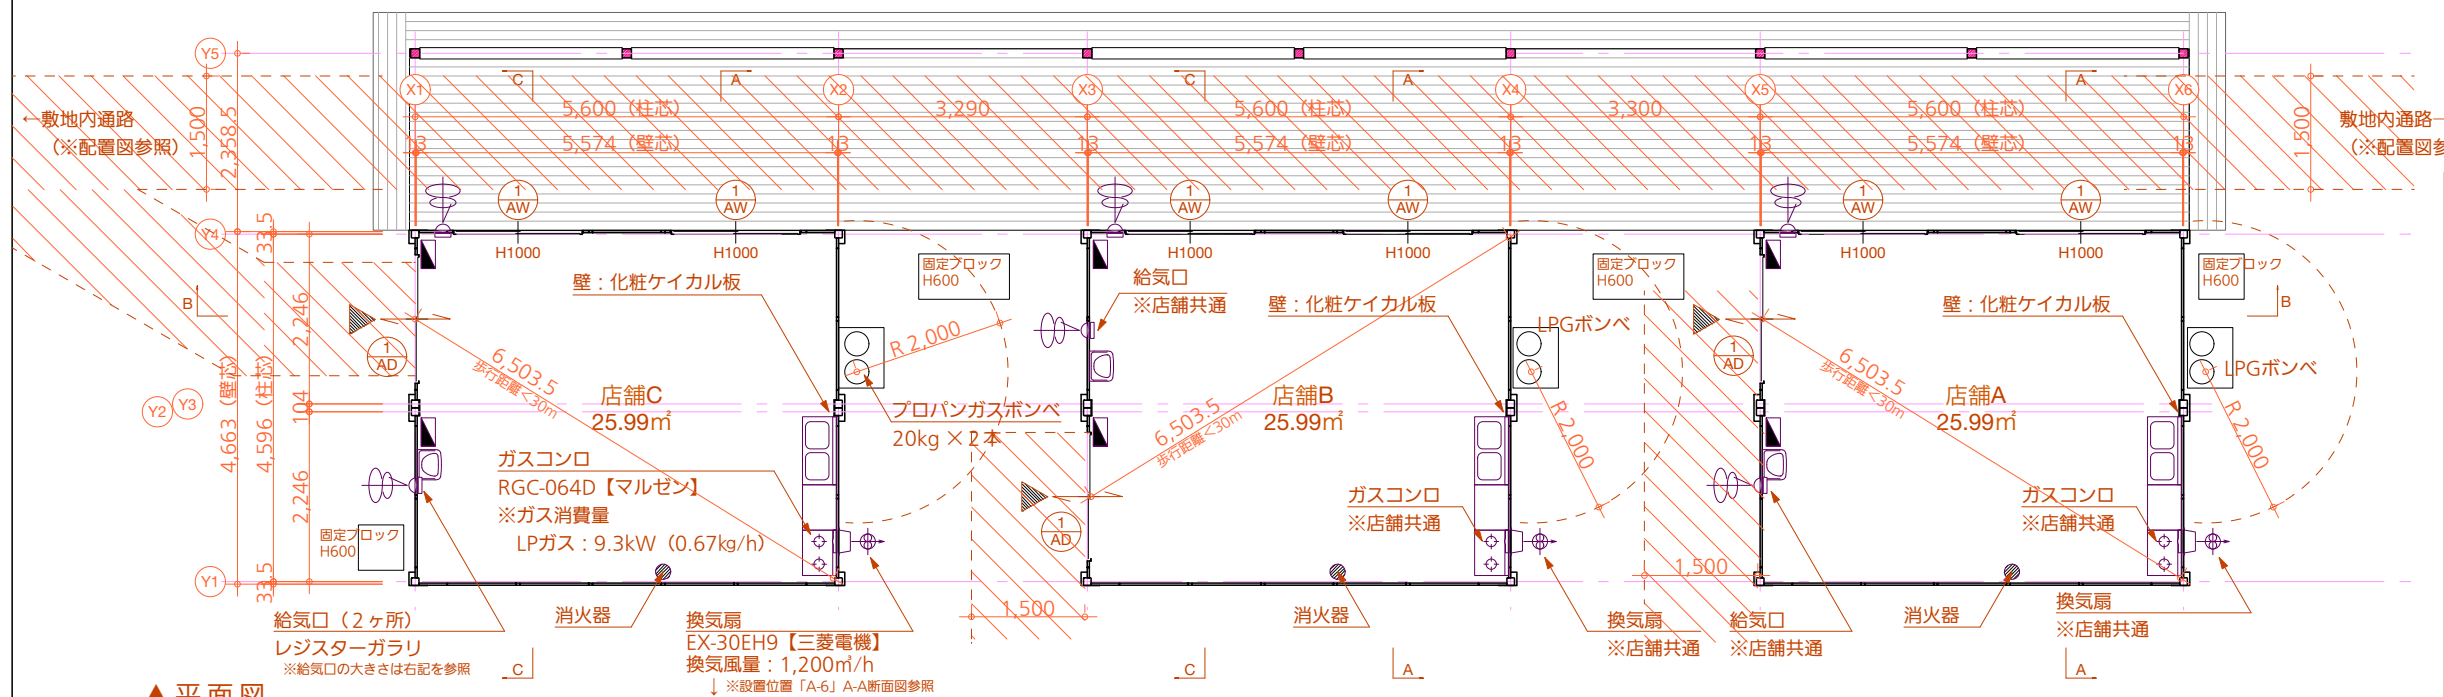 Y5
X1
C
A
X2
X3
C
A
X4
X5
A
X6
5,600（柱芯）
3,290
5,600（柱芯）
3,300
5,600（柱芯）
←敷地内通路
（※配置図参照）
1,500
2,358.5
13
5,574（壁芯）
13
13
5,574（壁芯）
13
13
5,574（壁芯）
13
1,500
敷地内通路
（※配置図参
1
AW
1
AW
1
AW
1
AW
1
AW
1
AW
Y4
33.5
H1000
H1000
H1000
H1000
H1000
H1000
固定ブロック
H600
固定ブロック
H600
固定ブロック
H600
壁：化粧ケイカル板
給気口
※店舗共通
壁：化粧ケイカル板
壁：化粧ケイカル板
B
B
2,246
1
AD
R 2,000
LPGボンベ
1
AD
LPGボンベ
6,503.5
歩行距離<30m
6,503.5
歩行距離<30m
6,503.5
歩行距離<30m
店舗C
25.99㎡
店舗B
25.99㎡
店舗A
25.99㎡
Y2
Y3
4,663（壁芯）
4,596（柱芯）
104
プロパンガスボンベ
20kg ×2本
R 2,000
R 2,000
2,246
ガスコンロ
RGC-064D【マルゼン】
※ガス消費量
LPガス：9.3kW（0.67kg/h）
ガスコンロ
※店舗共通
ガスコンロ
※店舗共通
固定ブロック
H600
1
AD
Y1
33.5
1,500
1,500
給気口（２ヶ所）
レジスターガラリ
※給気口の大きさは右記を参照
消火器
換気扇
EX-30EH9【三菱電機】
換気風量：1,200㎥/h
↓ ※設置位置「A-6」A-A断面図参照
消火器
換気扇
※店舗共通
給気口
※店舗共通
消火器
換気扇
※店舗共通
C
C
A
A
▲平面図